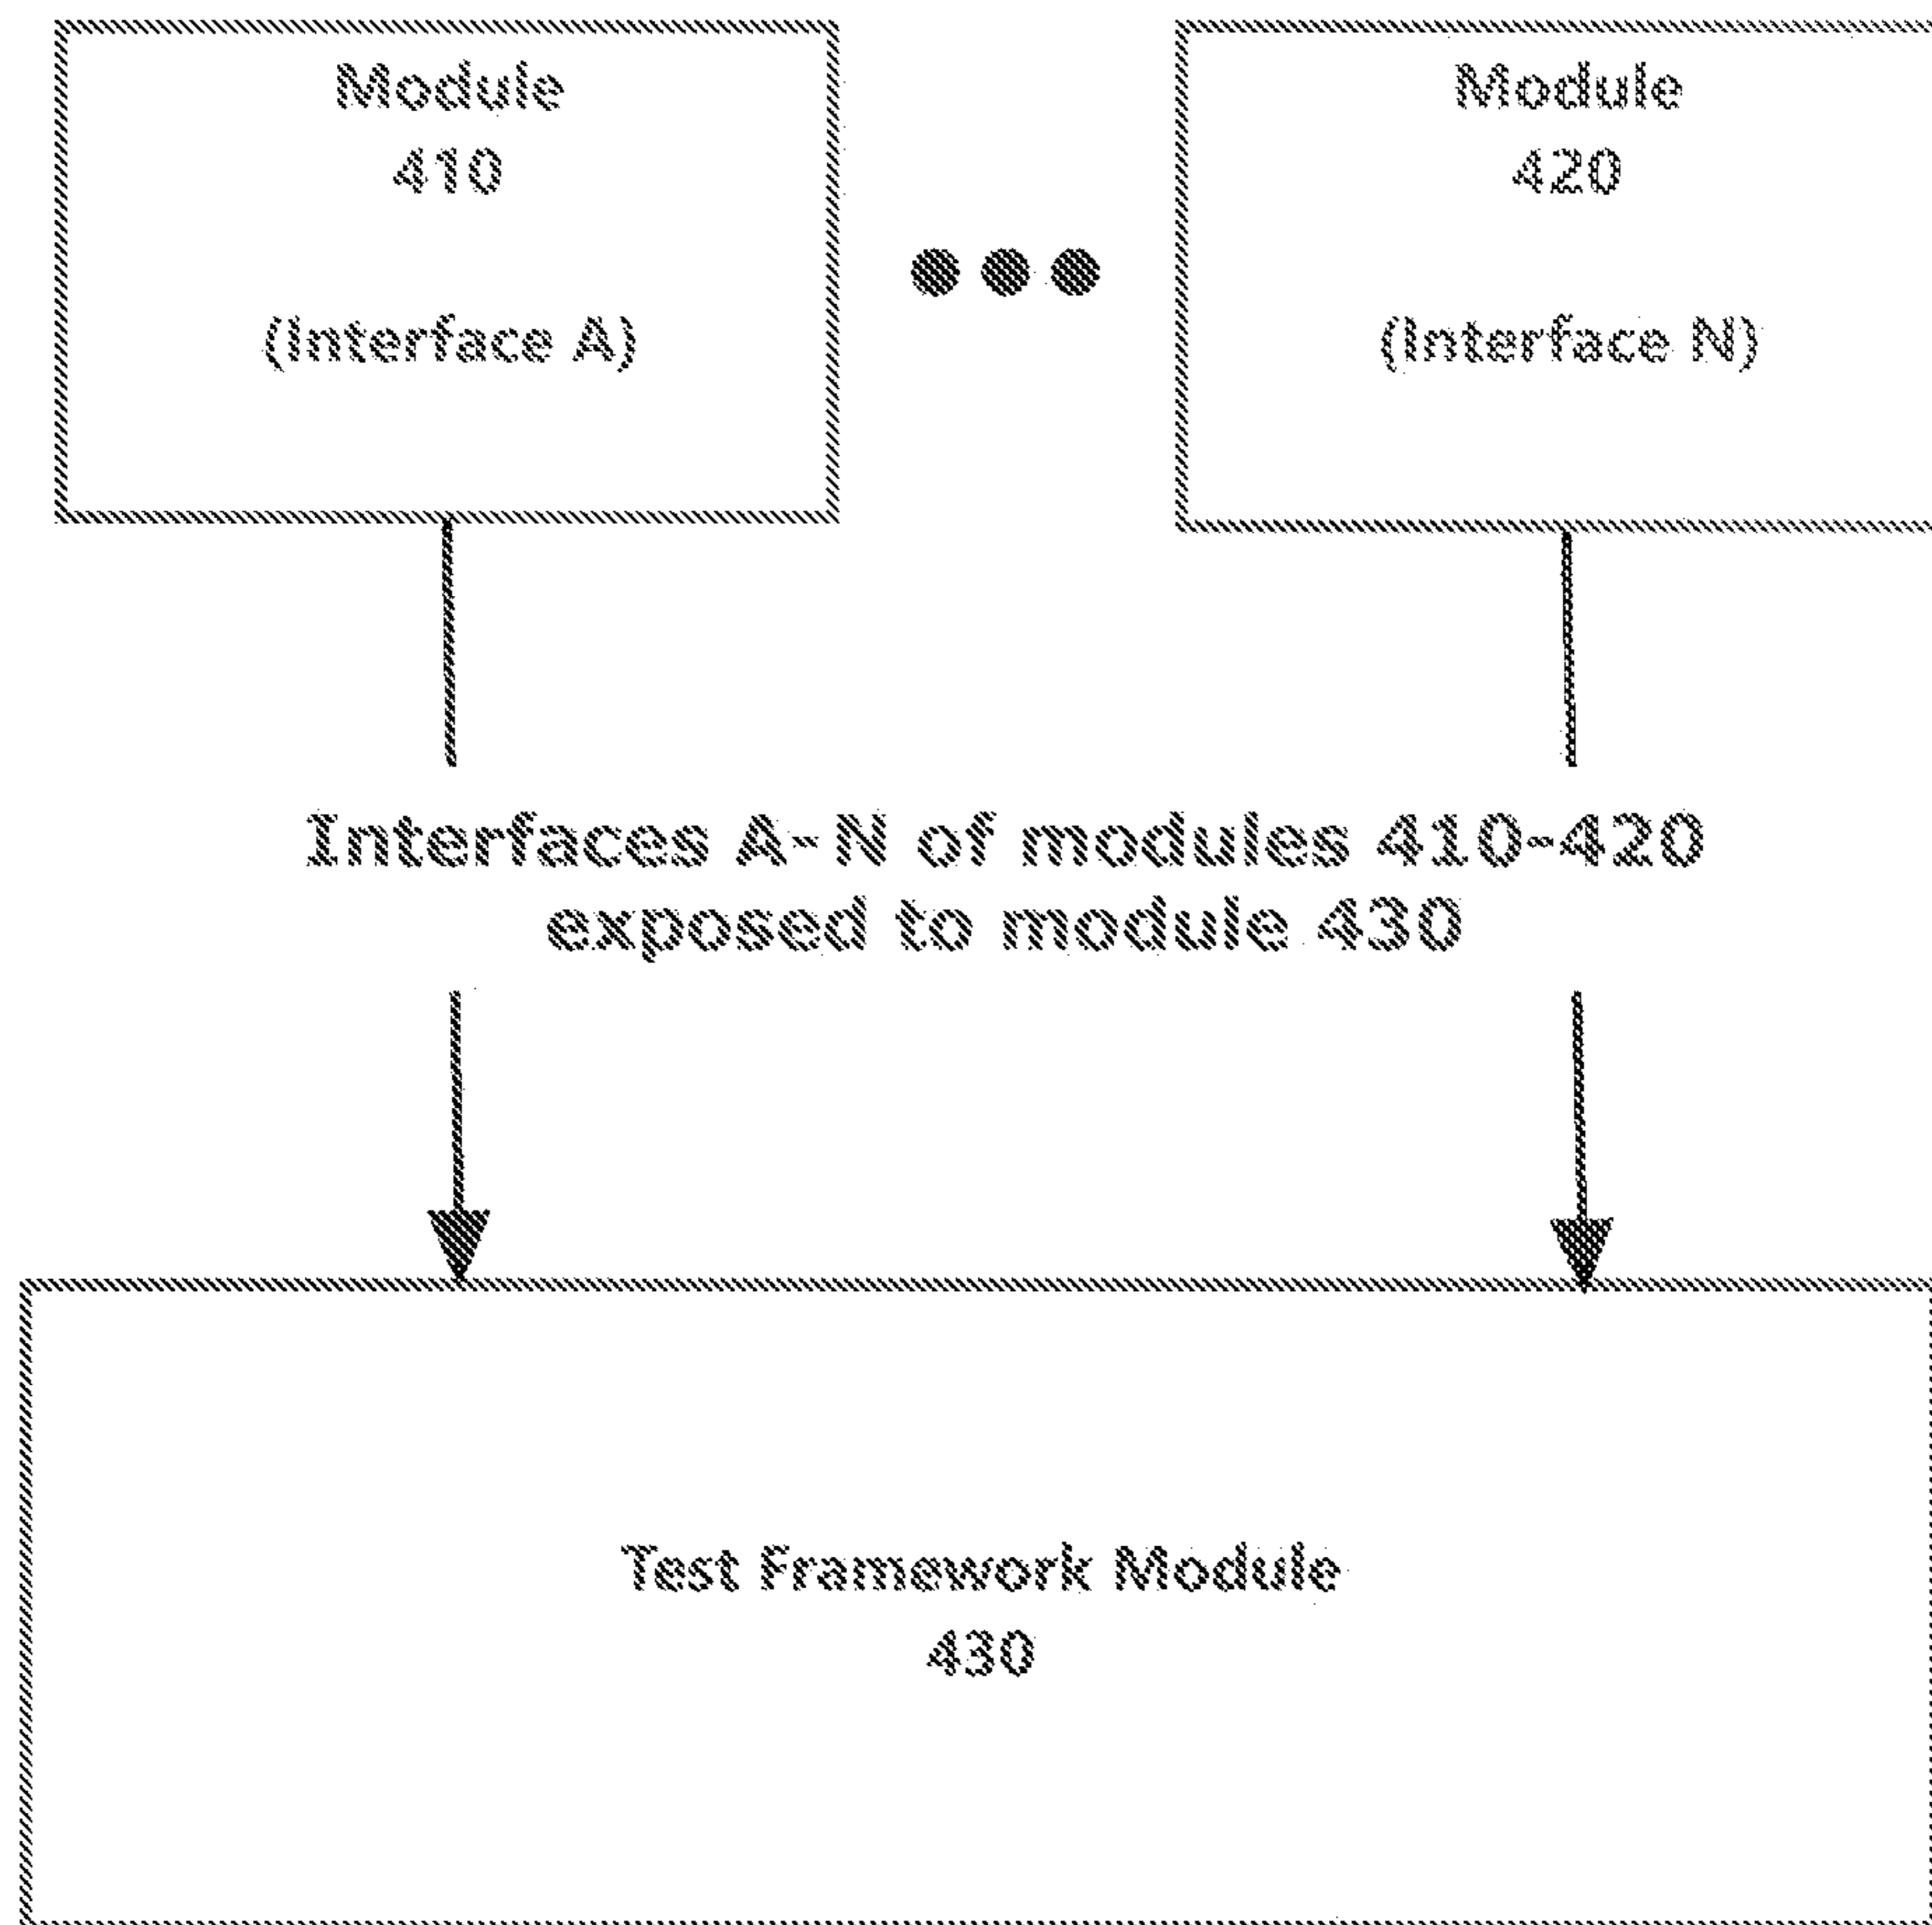 Module
410
(Interface A)
Module
420
(Interface N)
Interfaces A-N of modules 410-420
exposed to module 430
Test Framework Module
430